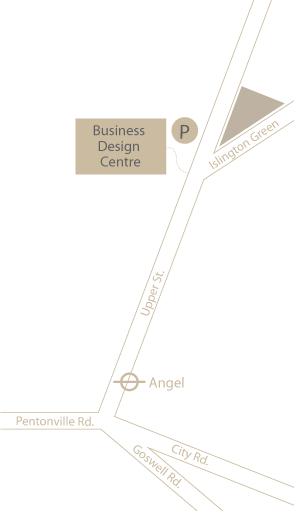 Business
Design
Centre
P
Islington Green
Upper St.
Angel
Pentonville Rd.
City Rd.
Goswell Rd.